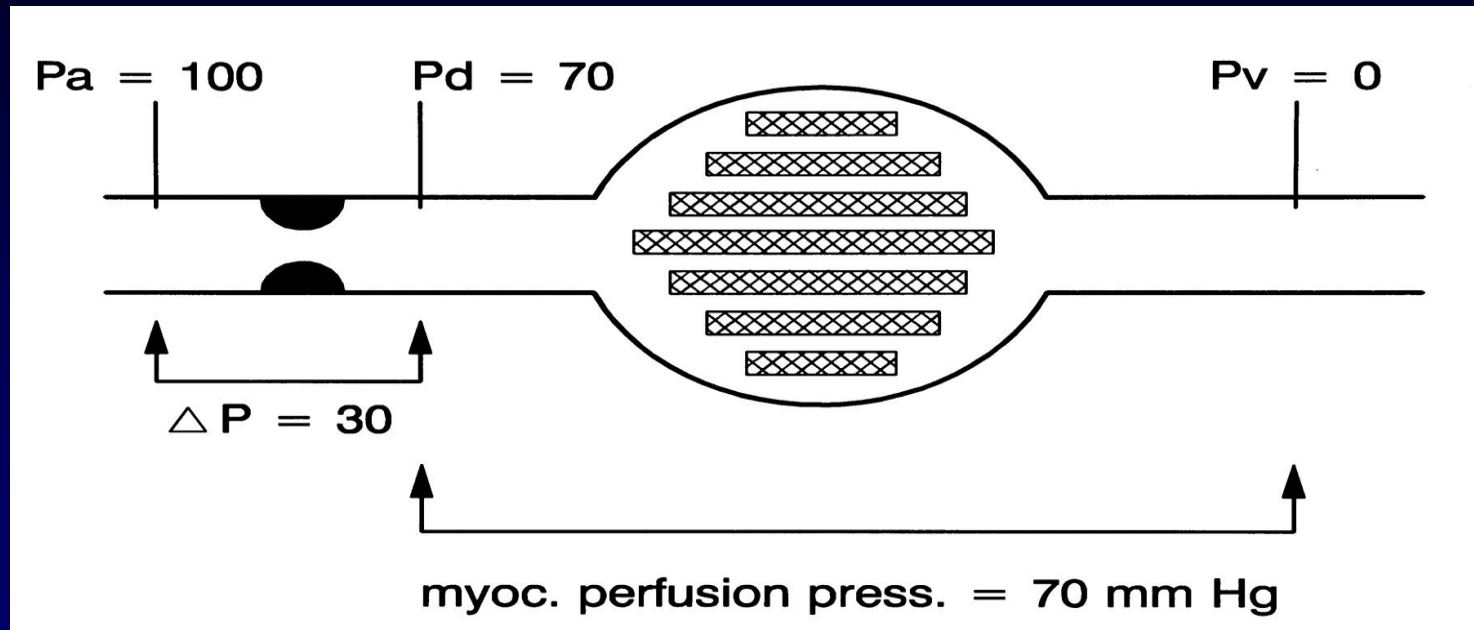 Pa = 100
Pd = 70
Pv = 0
△ P = 30
myoc. perfusion press. = 70 mm Hg